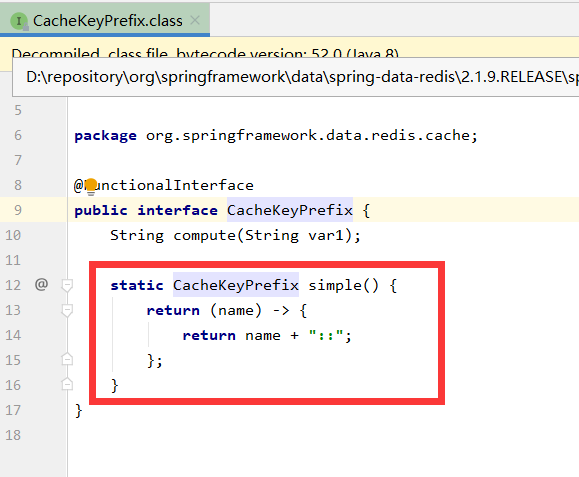 CacheKeyPrefix.class
Decompiled .class file, bytecode version: 52.0 (Java 8)
D:\repository\org\springframework\data\spring-data-redis\2.1.9.RELEASE\sp
5
6 package org.springframework.data.redis.cache;
7
8 @FunctionalInterface
9 public interface CacheKeyPrefix {
10 String compute(String var1);
11
12 @ static CacheKeyPrefix simple() {
13 return (name) -> {
14 return name + "::";
15 };
16 }
17 }
18